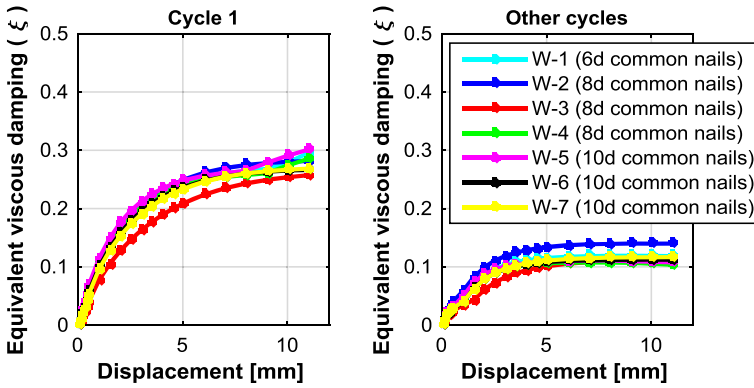 Cycle 1
Equivalent viscous damping ( ξ )
0.5
0.4
0.3
0.2
0.1
0
0 5 10
Displacement [mm]
Other cycles
Equivalent viscous damping ( ξ )
0.5
0.4
0.3
0.2
0.1
0
0 5 10
Displacement [mm]
W-1 (6d common nails)
W-2 (8d common nails)
W-3 (8d common nails)
W-4 (8d common nails)
W-5 (10d common nails)
W-6 (10d common nails)
W-7 (10d common nails)